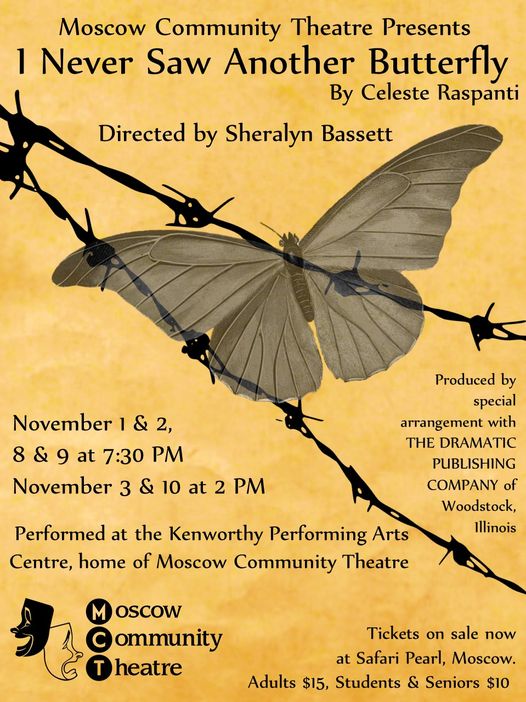 Moscow Community Theatre Presents
I Never Saw Another Butterfly
By Celeste Raspanti
Directed by Sheralyn Bassett
Produced by
special
arrangement with
THE DRAMATIC
PUBLISHING
COMPANY of
Woodstock,
Illinois
November 1 & 2,
8 & 9 at 7:30 PM
November 3 & 10 at 2 PM
Performed at the Kenworthy Performing Arts
Centre, home of Moscow Community Theatre
Moscow
Community
Theatre
Tickets on sale now
at Safari Pearl, Moscow.
Adults $15, Students & Seniors $10